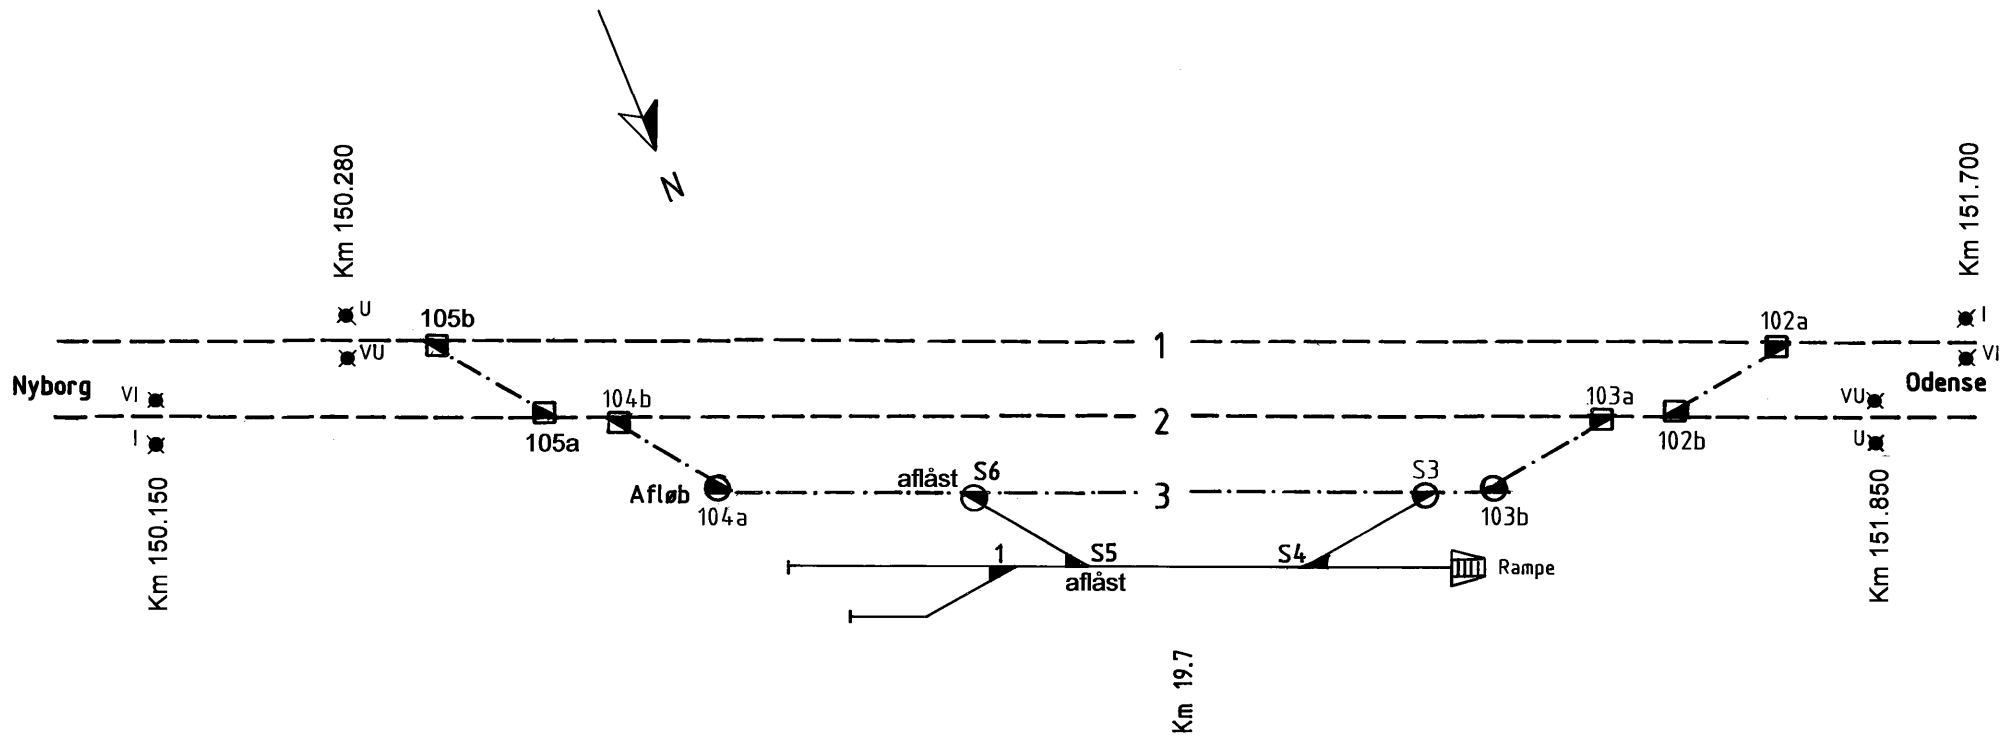 N
Km 150.280
Km 151.700
U
I
105b
102a
1
VU
VI
Nyborg
Odense
VI
104b
103a
VU
2
I
105a
102b
U
aflåst
S6
S3
Afløb
3
104a
103b
Km 150.150
Km 151.850
1
S5
S4
Rampe
aflåst
Km 19.7